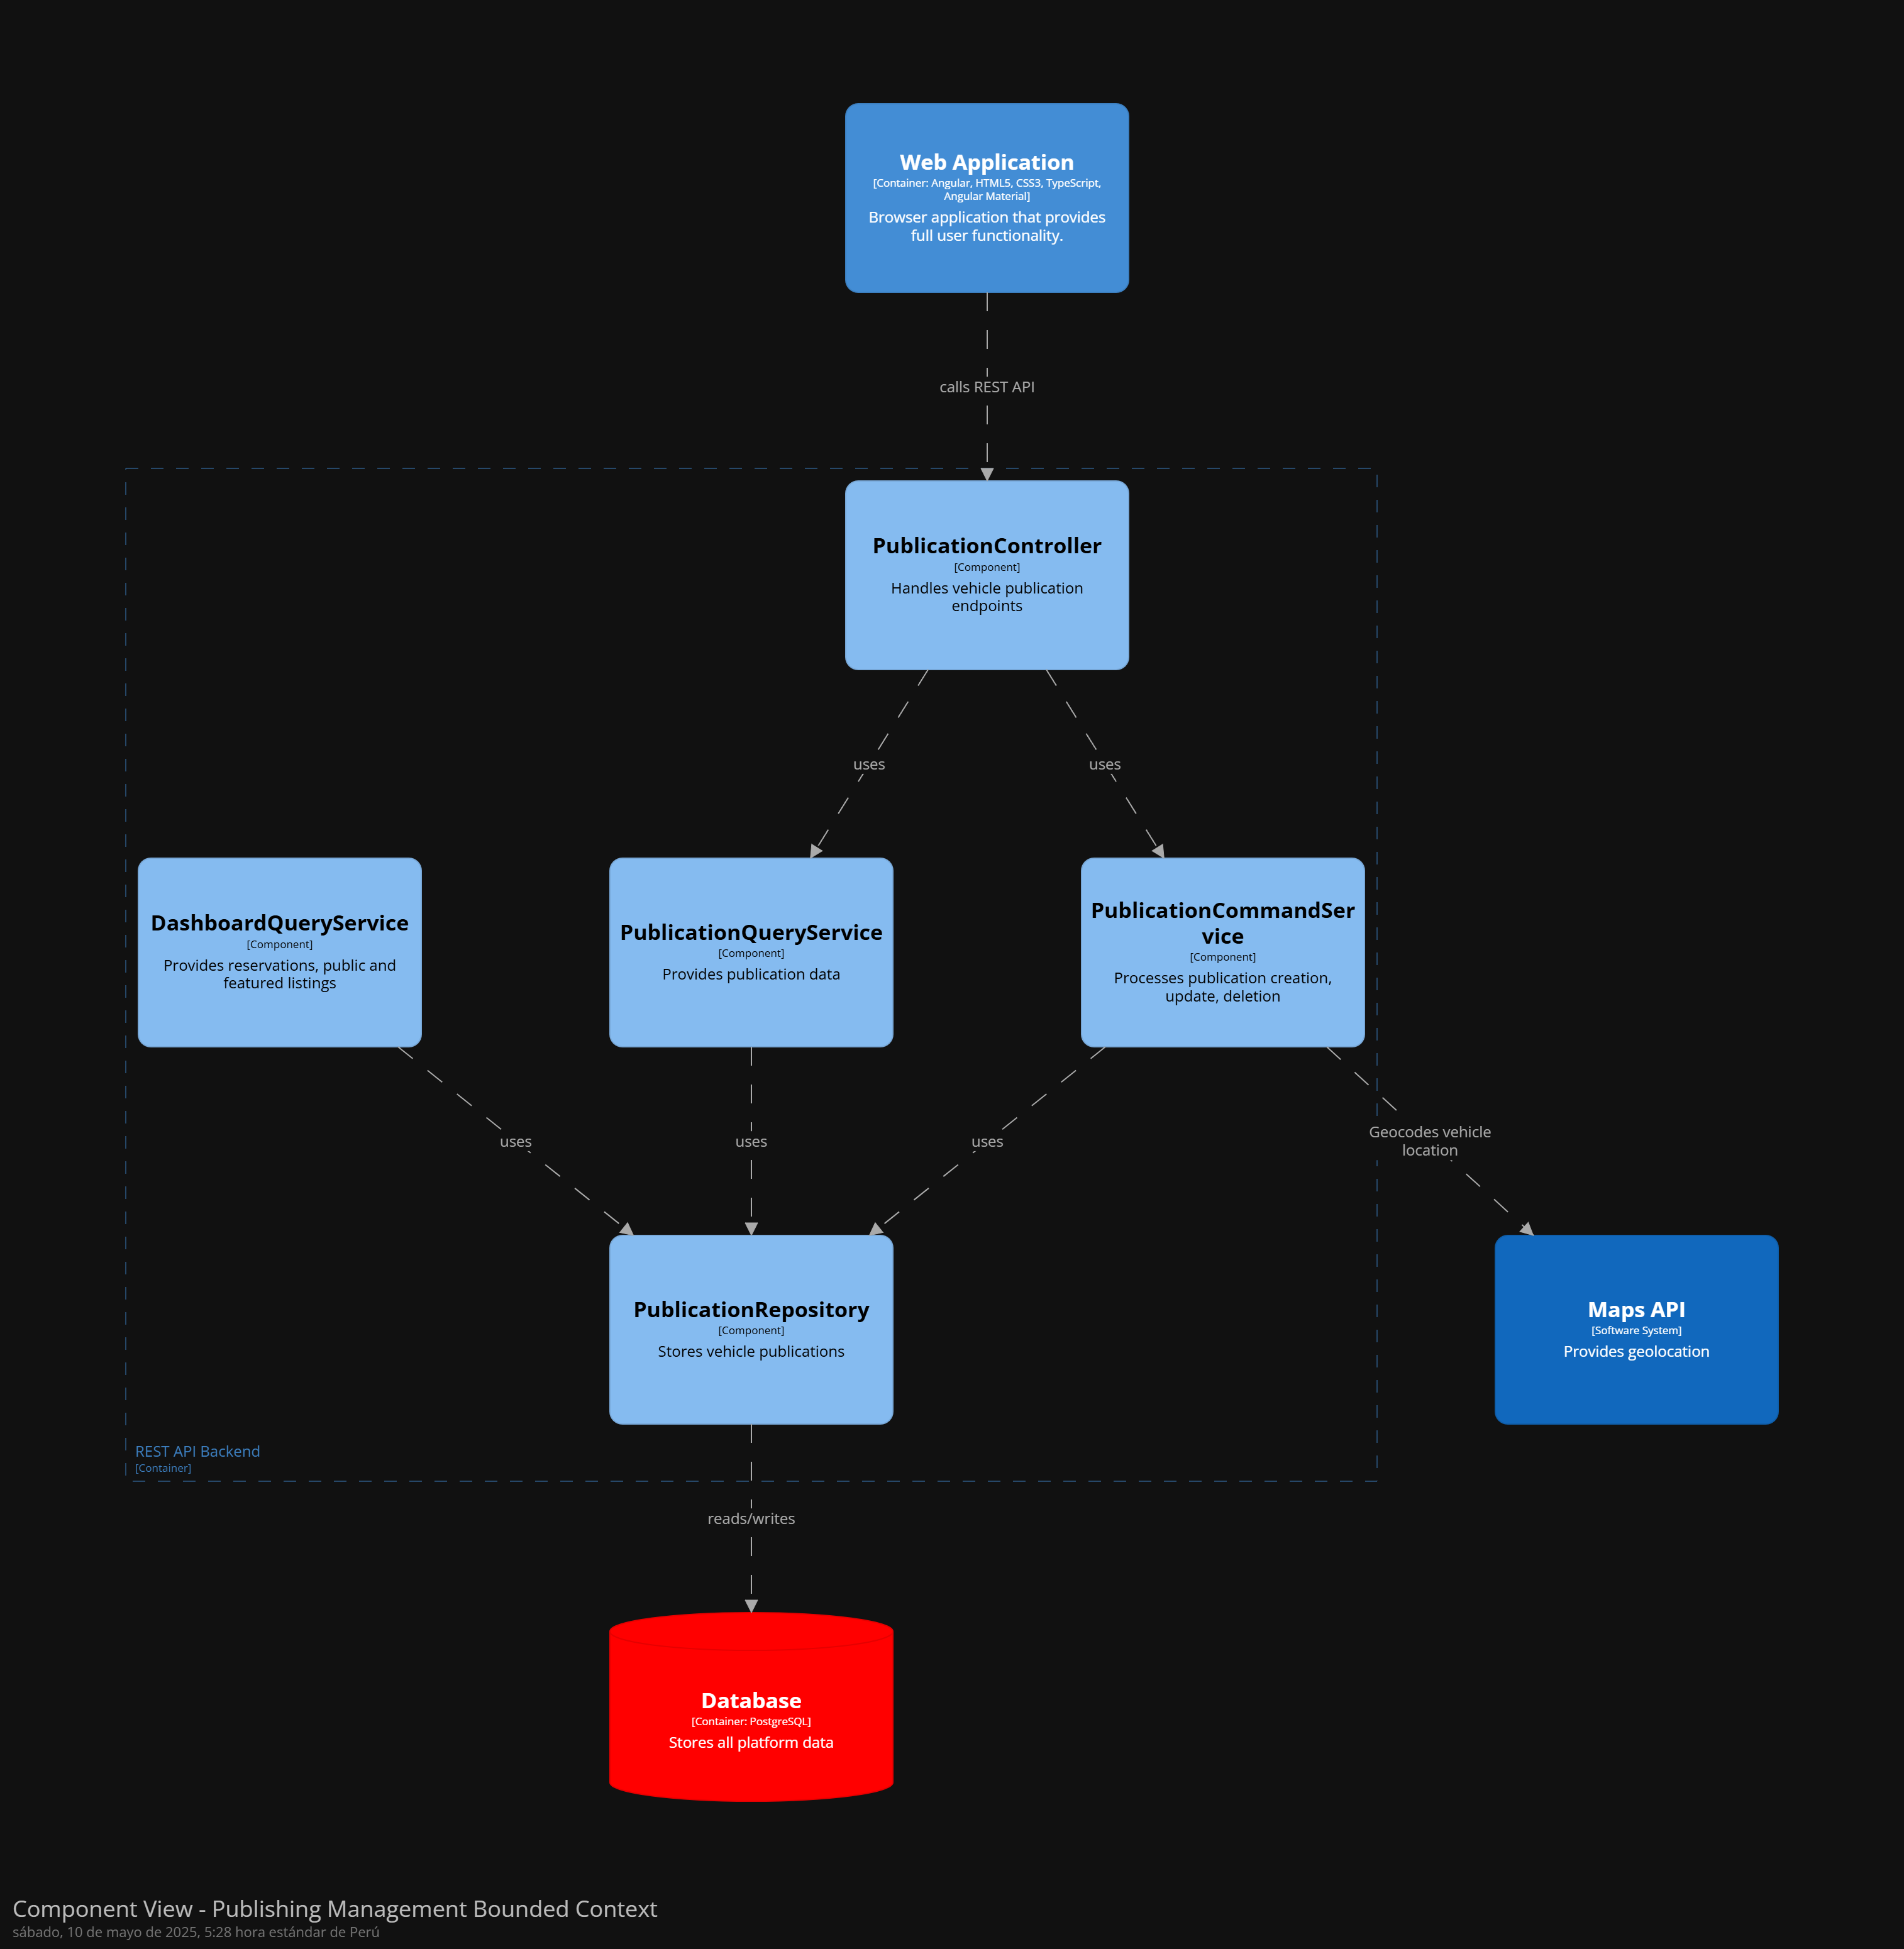 Web Application
[Container: Angular, HTML5, CSS3, TypeScript,
Angular Material]
Browser application that provides
full user functionality.
calls REST API
PublicationController
[Component]
Handles vehicle publication
endpoints
uses
uses
DashboardQueryService
[Component]
Provides reservations, public and
featured listings
PublicationQueryService
[Component]
Provides publication data
PublicationCommandSer
vice
[Component]
Processes publication creation,
update, deletion
uses
uses
uses
Geocodes vehicle
location
PublicationRepository
[Component]
Stores vehicle publications
Maps API
[Software System]
Provides geolocation
REST API Backend
[Container]
reads/writes
Database
[Container: PostgreSQL]
Stores all platform data
Component View - Publishing Management Bounded Context
sábado, 10 de mayo de 2025, 5:28 hora estándar de Perú